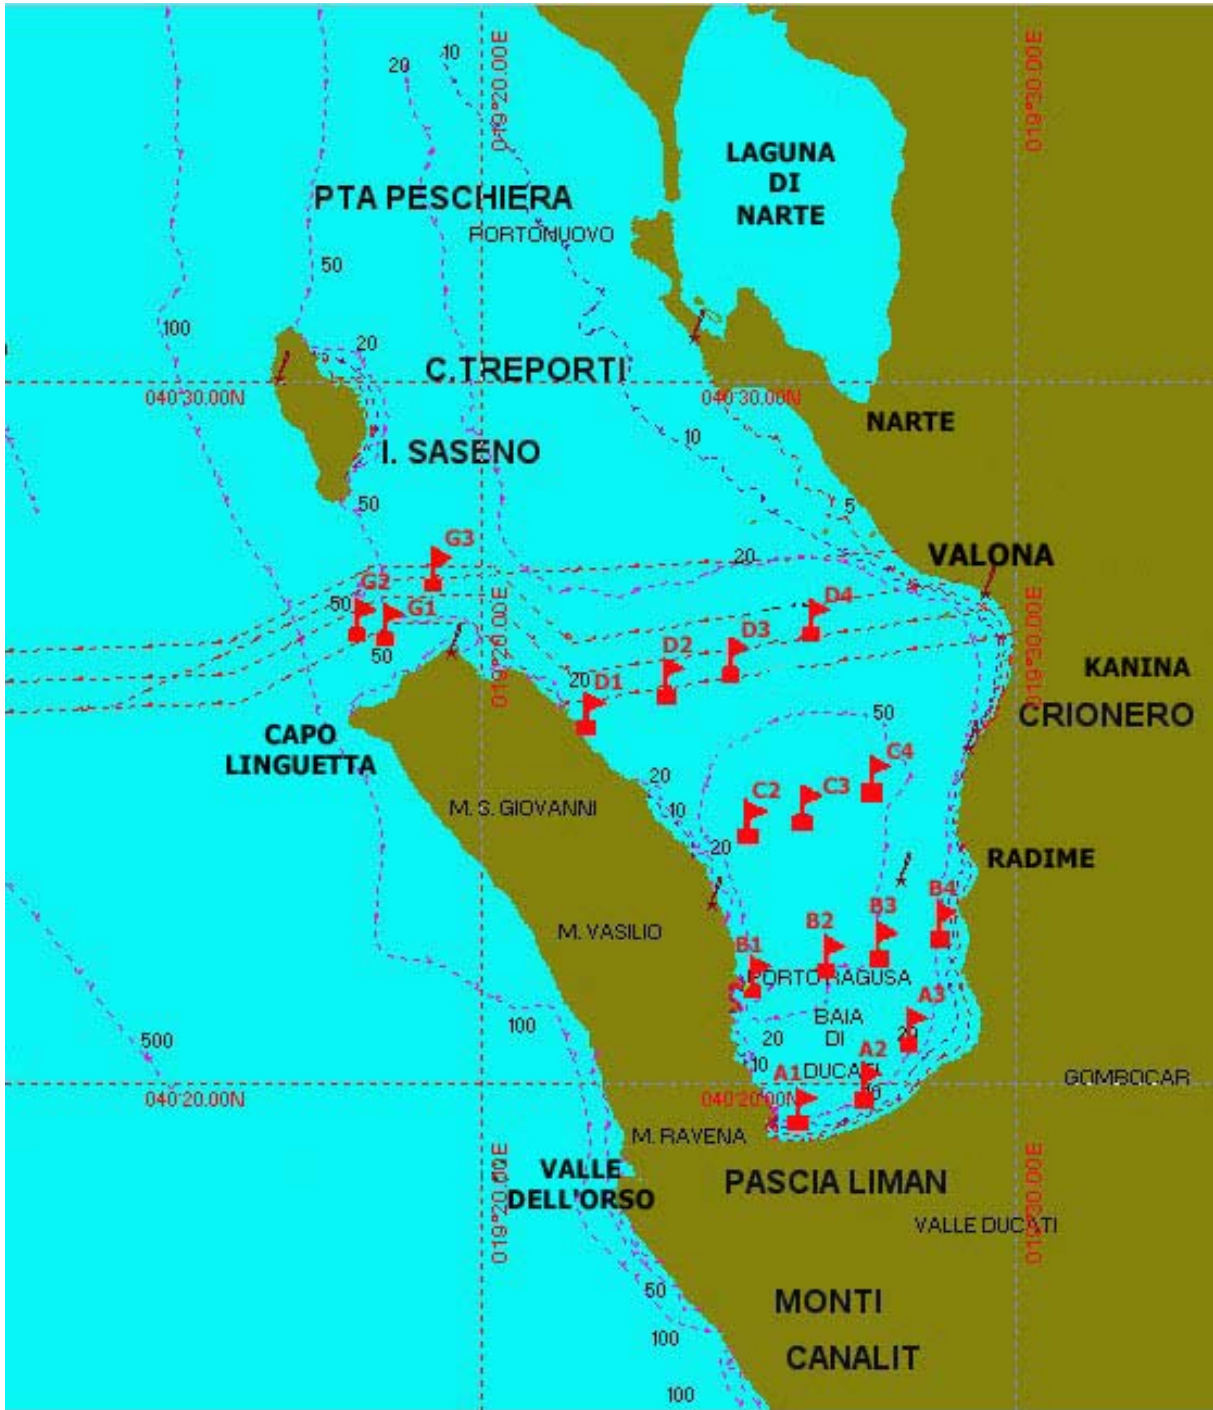 10
20
019°20.00E
019°30.00E
LAGUNA
DI
NARTE
PTA PESCHIERA
PORTONUOVO
50
100
20
C.TREPORTI
040°30.00N
040°30.00N
NARTE
10
I. SASENO
50
5
G3
VALONA
20
G2
50
G1
D4
019°20.00E
019°30.00E
D3
50
D2
KANINA
20
D1
CRIONERO
50
CAPO
LINGUETTA
C4
20
C2
C3
M. S. GIOVANNI
10
20
RADIME
B4
B3
M. VASILIO
B2
B1
PORTO RAGUSA
A3
BAIA
100
DI
20
20
500
A2
10
DUCATI
A1
GOMBOCAR
040°20.00N
040°20.00N
M. RAVENA
VALLE
DELL'ORSO
PASCIA LIMAN
019°20.00E
019°30.00E
VALLE DUCATI
50
MONTI
100
CANALIT
100